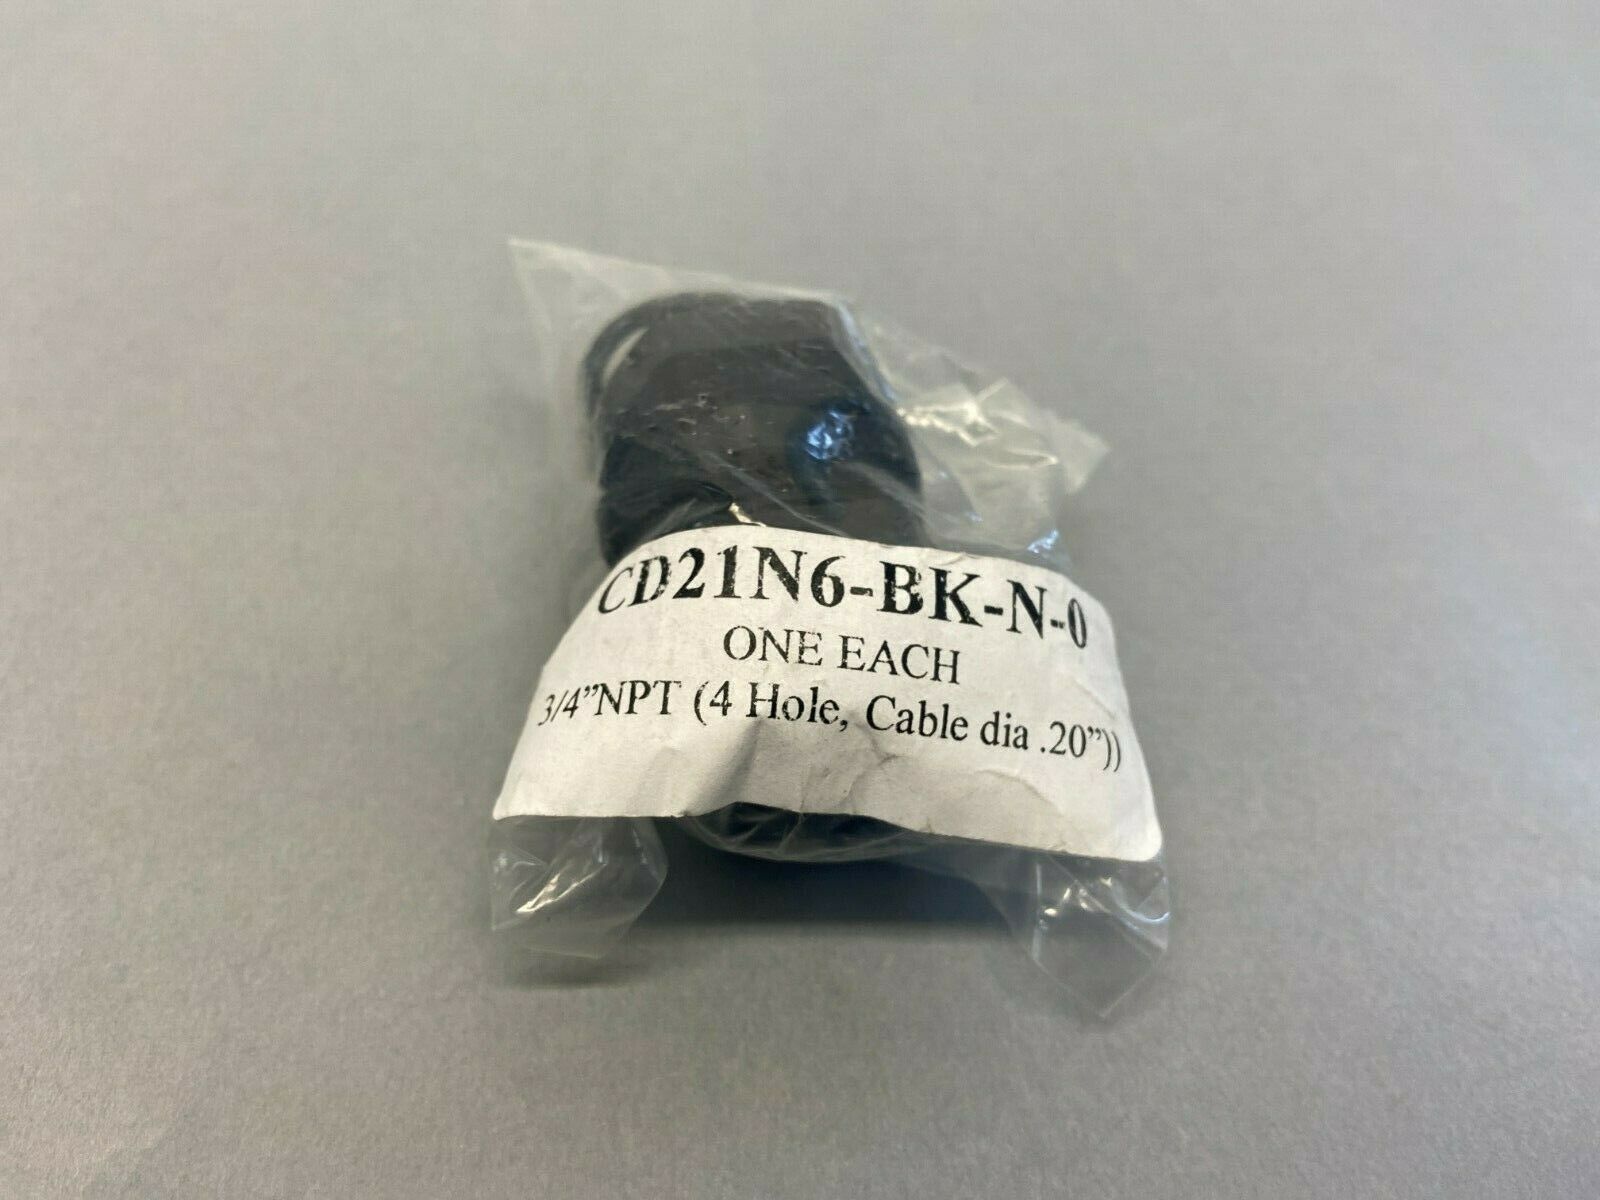 CD21N6-BK-N-0
ONE EACH
3/4”NPT (4 Hole, Cable dia .20”))